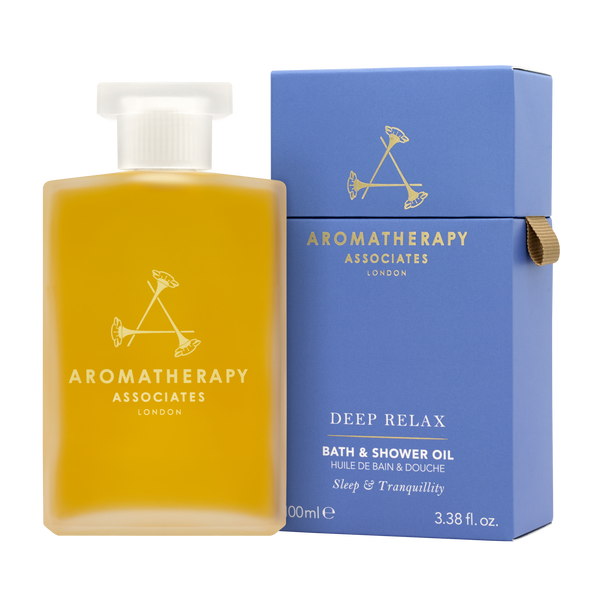 AROMATHERAPY
ASSOCIATES
LONDON
AROMATHERAPY
ASSOCIATES
LONDON
DEEP RELAX
BATH & SHOWER OIL
HUILE DE BAIN & DOUCHE
Sleep & Tranquillity
00ml℮ 3.38 fl. oz.